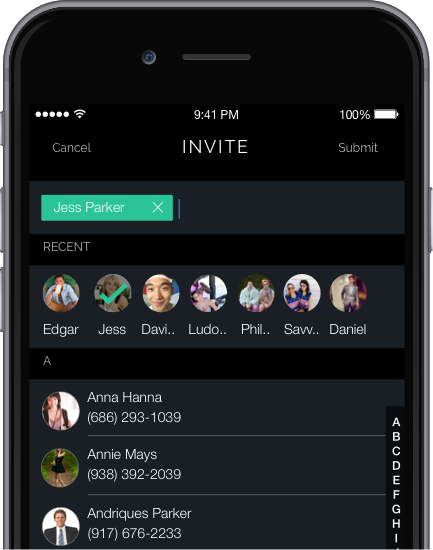 9:41 PM 100%
Cancel INVITE Submit
Jess Parker
RECENT
Edgar Jess Davi.. Ludo.. Phil.. Savv.. Daniel
A
Anna Hanna
(686) 293-1039
Annie Mays
(938) 392-2039
Andriques Parker
(917) 676-2233
A
B
C
D
E
F
G
H
I